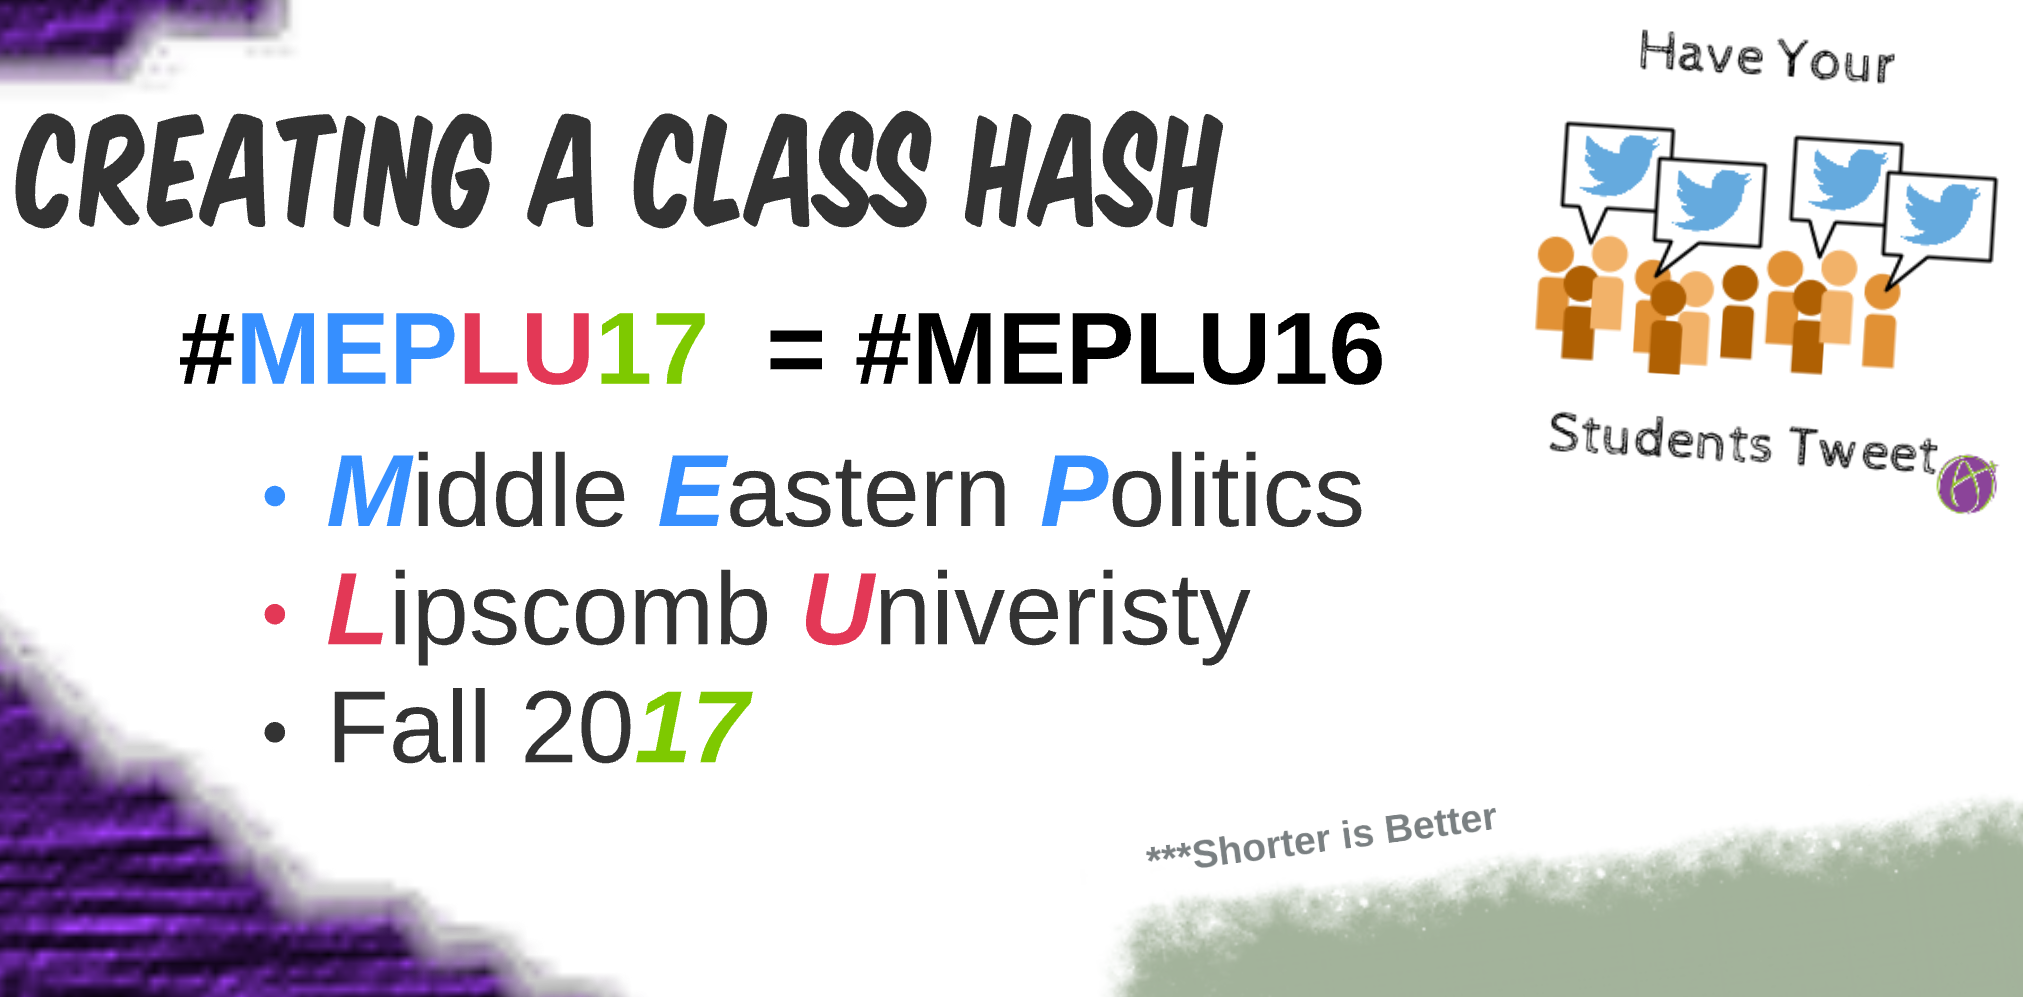 Have Your
CREATING A CLASS HASH
#MEPLU17 = #MEPLU16
Students Tweet
• Middle Eastern Politics
• Lipscomb Univeristy
• Fall 2017
***Shorter is Better